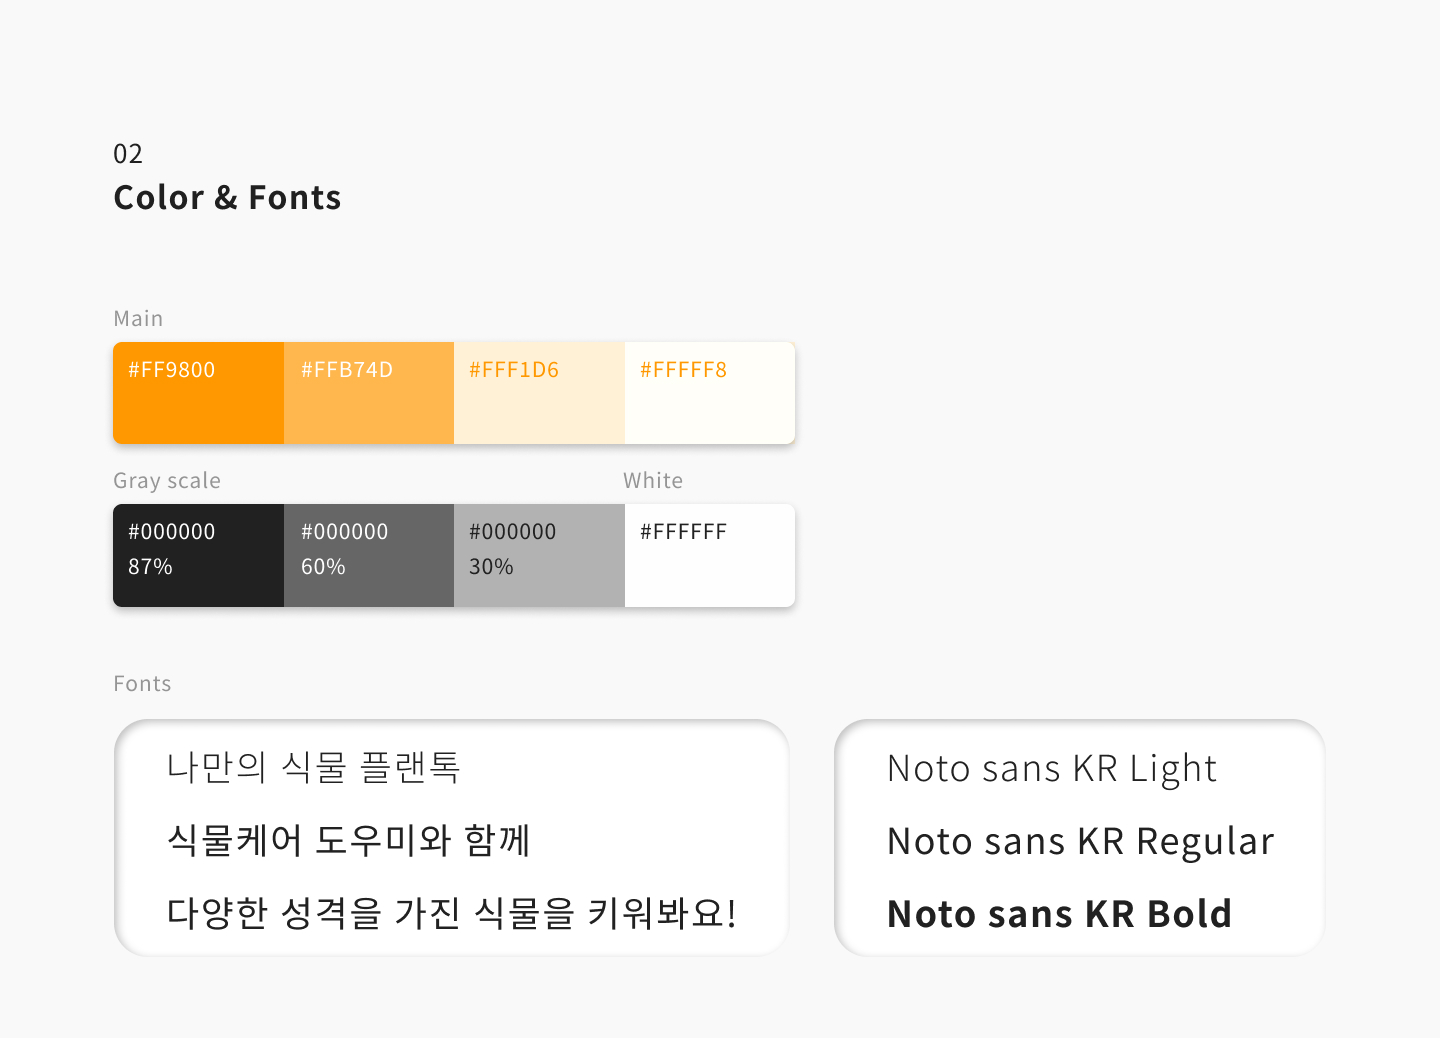 02
Color & Fonts
Main
#FF9800 #FFB74D #FFF1D6 #FFFFF8
Gray scale White
#000000 #000000 #000000 #FFFFFF
87% 60% 30%
Fonts
나만의 식물 플랜톡
식물케어 도우미와 함께
다양한 성격을 가진 식물을 키워봐요!
Noto sans KR Light
Noto sans KR Regular
Noto sans KR Bold